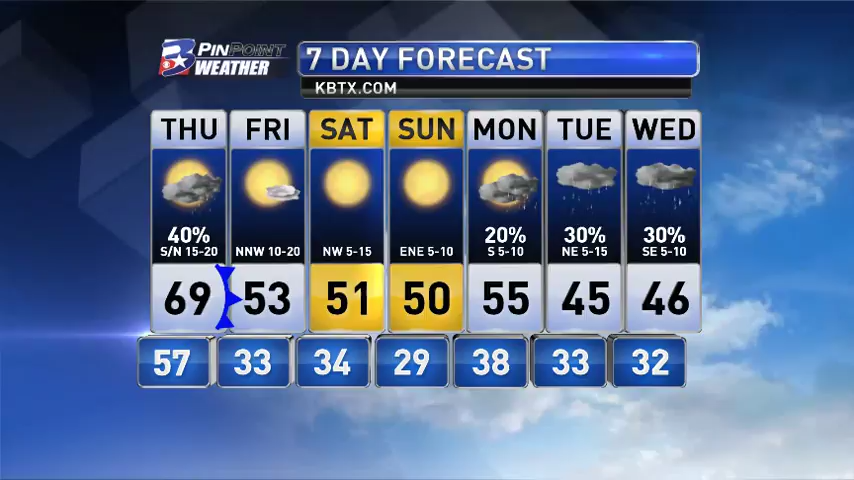 PINPOINT
WEATHER
7 DAY FORECAST
KBTX.COM
THU FRI SAT SUN MON TUE WED
40% 20% 30% 30%
S/N 15-20 NNW 10-20 NW 5-15 ENE 5-10 S 5-10 NE 5-15 SE 5-10
69 53 51 50 55 45 46
57 33 34 29 38 33 32